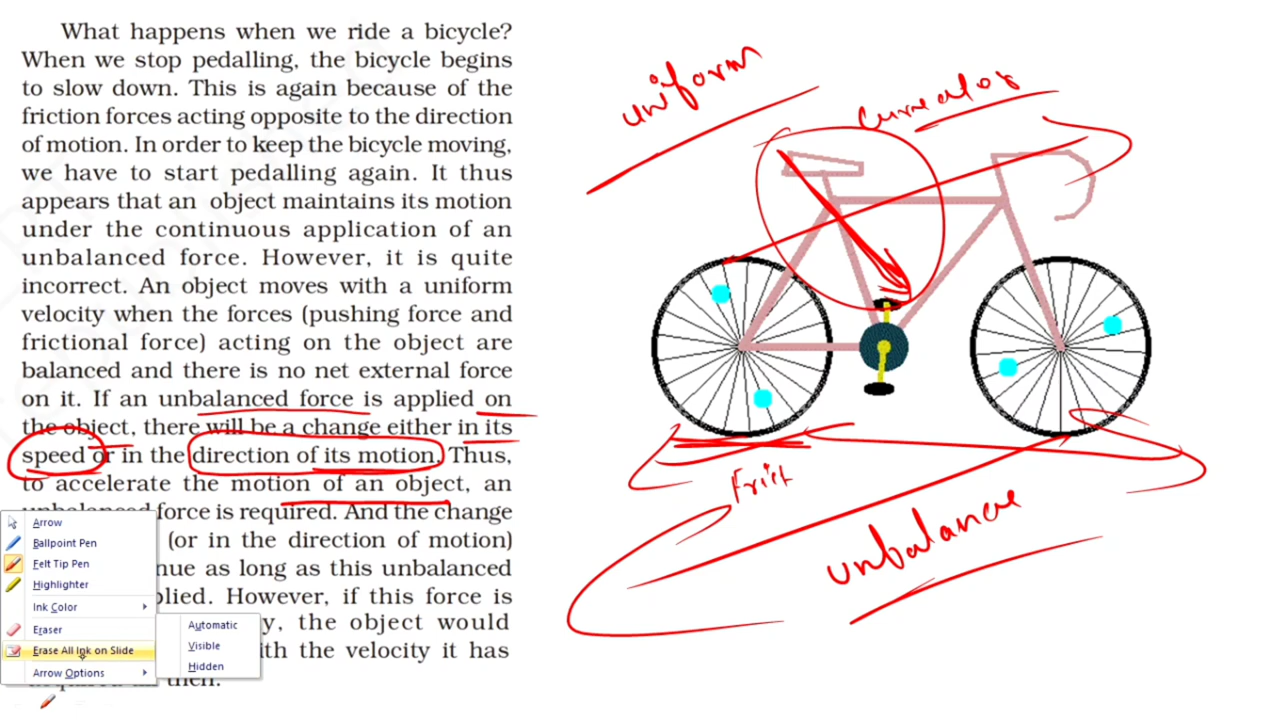 What happens when we ride a bicycle?
When we stop pedalling, the bicycle begins
to slow down. This is again because of the
friction forces acting opposite to the direction
of motion. In order to keep the bicycle moving,
we have to start pedalling again. It thus
appears that an object maintains its motion
under the continuous application of an
unbalanced force. However, it is quite
incorrect. An object moves with a uniform
velocity when the forces (pushing force and
frictional force) acting on the object are
balanced and there is no net external force
on it. If an unbalanced force is applied on
the object, there will be a change either in its
speed or in the direction of its motion. Thus,
to accelerate the motion of an object, an
force is required. And the change
(or in the direction of motion)
as long as this unbalanced
However, if this force is
the object would
the velocity it has
then.
Arrow
Ballpoint Pen
Felt Tip Pen
Highlighter
Ink Color
Eraser
Erase All Ink on Slide
Arrow Options
Automatic
Visible
Hidden
uniform
Frict
unbalance